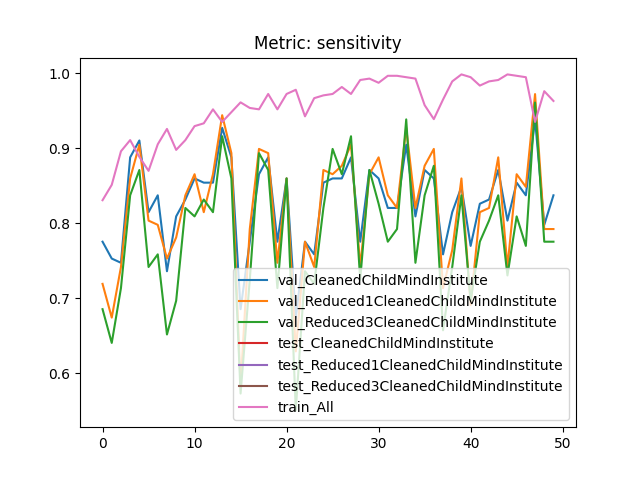 Metric: sensitivity
1.0
0.9
0.8
0.7
0.6
val_CleanedChildMindInstitute
val_Reduced1CleanedChildMindInstitute
val_Reduced3CleanedChildMindInstitute
test_CleanedChildMindInstitute
test_Reduced1CleanedChildMindInstitute
test_Reduced3CleanedChildMindInstitute
train_All
0 10 20 30 40 50